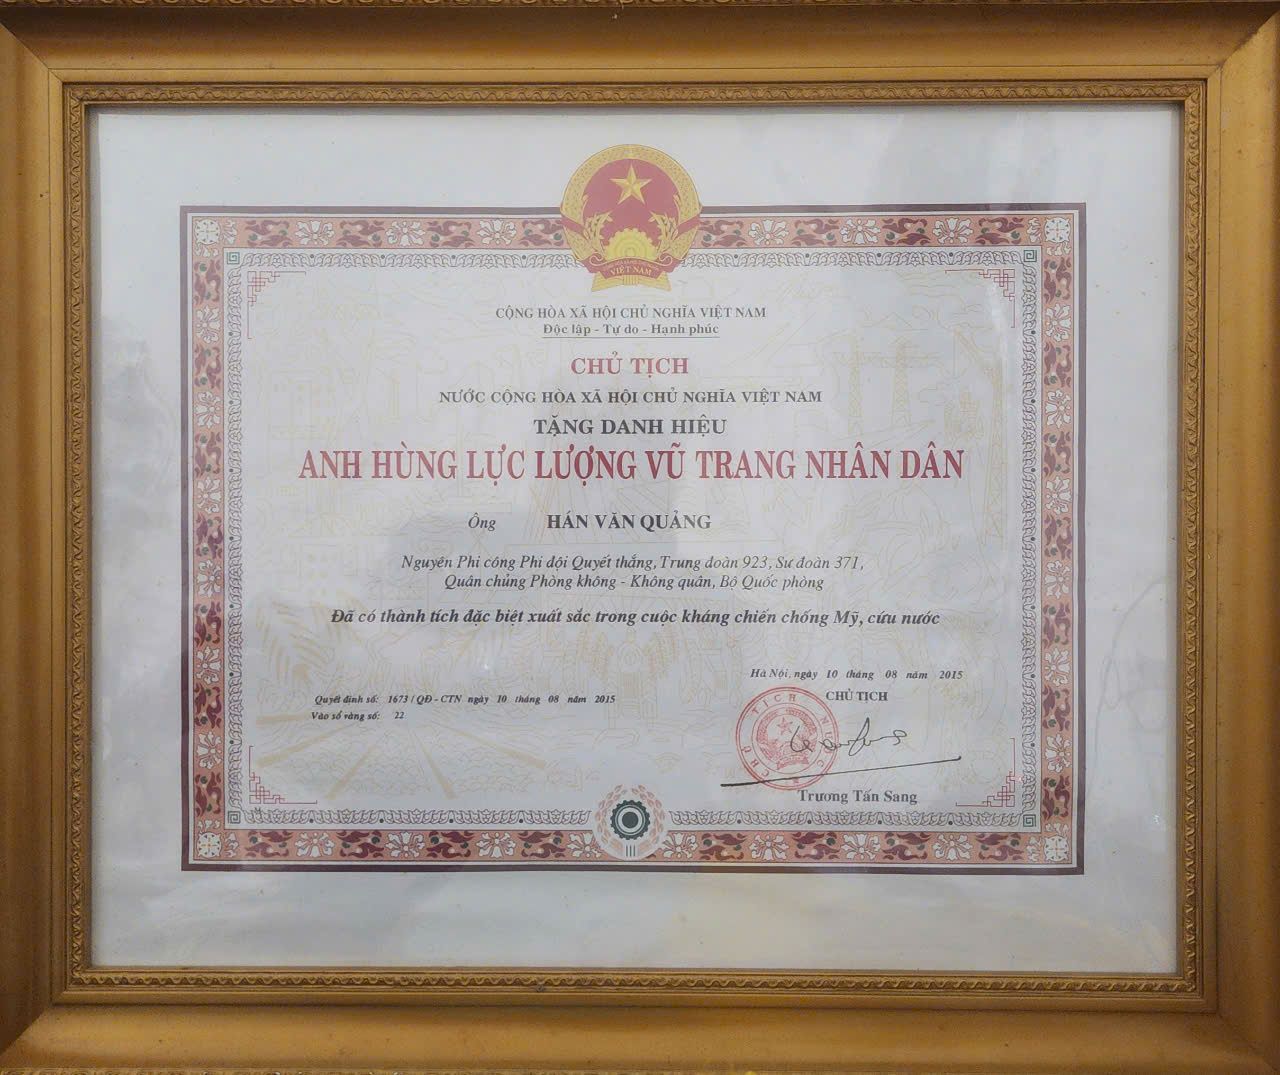 VIỆT NAM
CỘNG HÒA XÃ HỘI CHỦ NGHĨA VIỆT NAM
Độc lập - Tự do - Hạnh phúc
CHỦ TỊCH
NƯỚC CỘNG HÒA XÃ HỘI CHỦ NGHĨA VIỆT NAM
TẶNG DANH HIỆU
ANH HÙNG LỰC LƯỢNG VŨ TRANG NHÂN DÂN
Ông HÁN VĂN QUẢNG
Nguyên Phi công Phi đội Quyết thắng, Trung đoàn 923, Sư đoàn 371,
Quân chủng Phòng không - Không quân, Bộ Quốc phòng
Đã có thành tích đặc biệt xuất sắc trong cuộc kháng chiến chống Mỹ, cứu nước
Hà Nội, ngày 10 tháng 08 năm 2015
Quyết định số: 1673 / QĐ - CTN ngày 10 tháng 08 năm 2015
Vào sổ vàng số: 22
CHỦ TỊCH
CHỦ TỊCH NƯỚC
Trương Tấn Sang